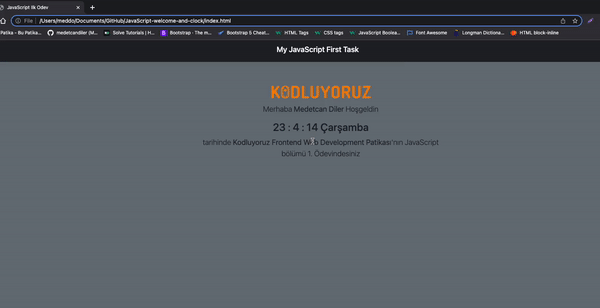 JavaScript Ilk Odev
File | /Users/meddo/Documents/GitHub/JavaScript-welcome-and-clock/index.html
Patika - Bu Patika... medetcandiler (M... Solve Tutorials | H... Bootstrap · The m... Bootstrap 5 Cheat... HTML Tags CSS tags JavaScript Boolea... Font Awesome Longman Dictiona... HTML block-inline
My JavaScript First Task
KODLUYORUZ
Merhaba Medetcan Diler Hoşgeldin
23 : 4 : 14 Çarşamba
tarihinde Kodluyoruz Frontend Web Development Patikası'nın JavaScript
bölümü 1. Ödevindesiniz